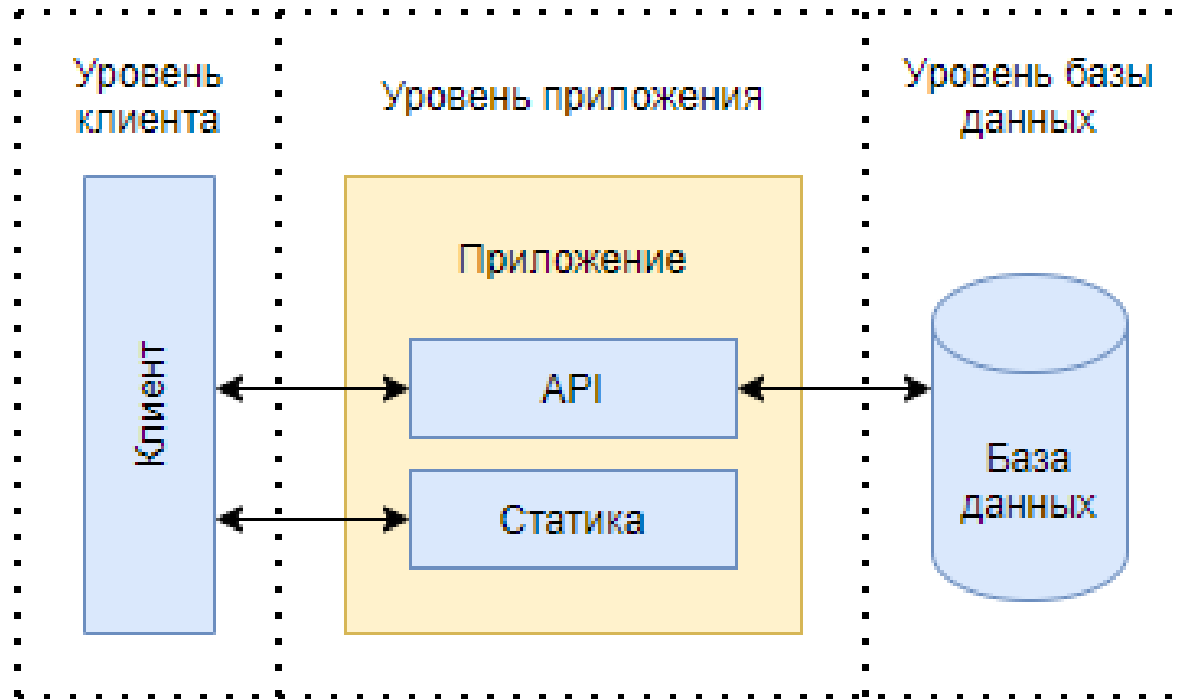 Уровень
клиента
Уровень приложения
Уровень базы
данных
Приложение
Клиент
API
Статика
База
данных